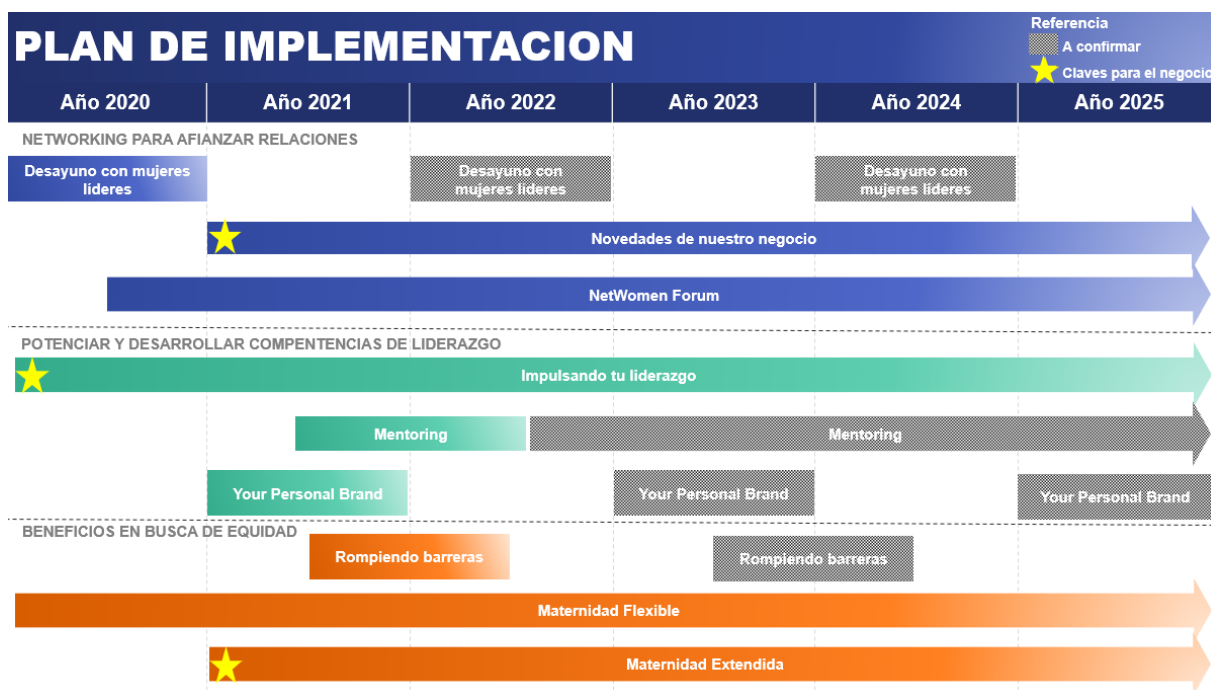 PLAN DE IMPLEMENTACION
Referencia
A confirmar
Claves para el negocio
Año 2020
Año 2021
Año 2022
Año 2023
Año 2024
Año 2025
NETWORKING PARA AFIANZAR RELACIONES
Desayuno con mujeres
líderes
Desayuno con
mujeres líderes
Desayuno con
mujeres líderes
Novedades de nuestro negocio
NetWomen Forum
POTENCIAR Y DESARROLLAR COMPENTENCIAS DE LIDERAZGO
Impulsando tu liderazgo
Mentoring
Mentoring
Your Personal Brand
Your Personal Brand
Your Personal Brand
BENEFICIOS EN BUSCA DE EQUIDAD
Rompiendo barreras
Rompiendo barreras
Maternidad Flexible
Maternidad Extendida